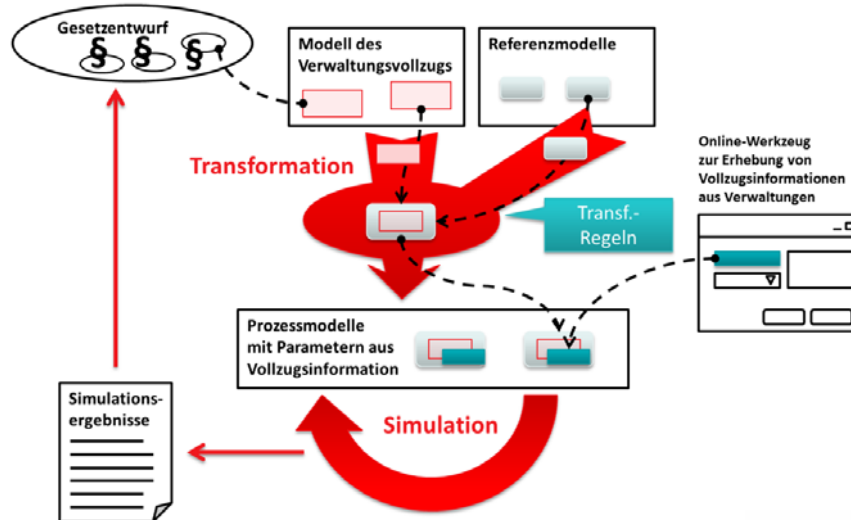 Gesetzentwurf
§ § §
Modell des
Verwaltungsvollzugs
Referenzmodelle
Online-Werkzeug
zur Erhebung von
Vollzugsinformationen
aus Verwaltungen
Transformation
Transf.-
Regeln
Prozessmodelle
mit Parametern aus
Vollzugsinformation
Simulations-
ergebnisse
Simulation